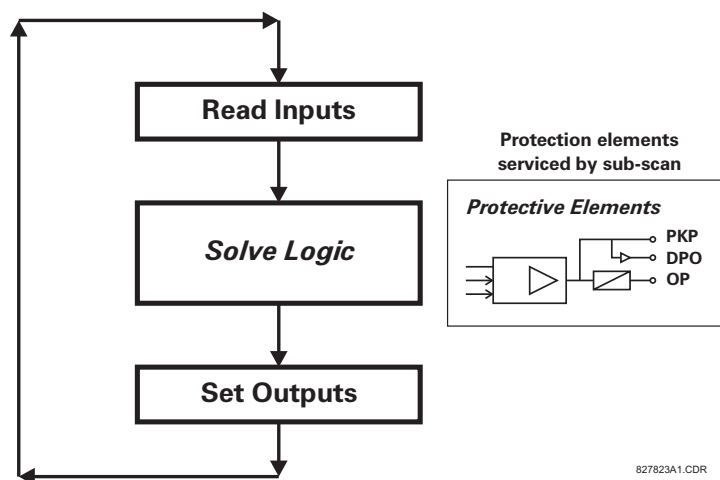 Read Inputs
Solve Logic
Set Outputs
Protection elements
serviced by sub-scan
Protective Elements
PKP
DPO
OP
827823A1.CDR